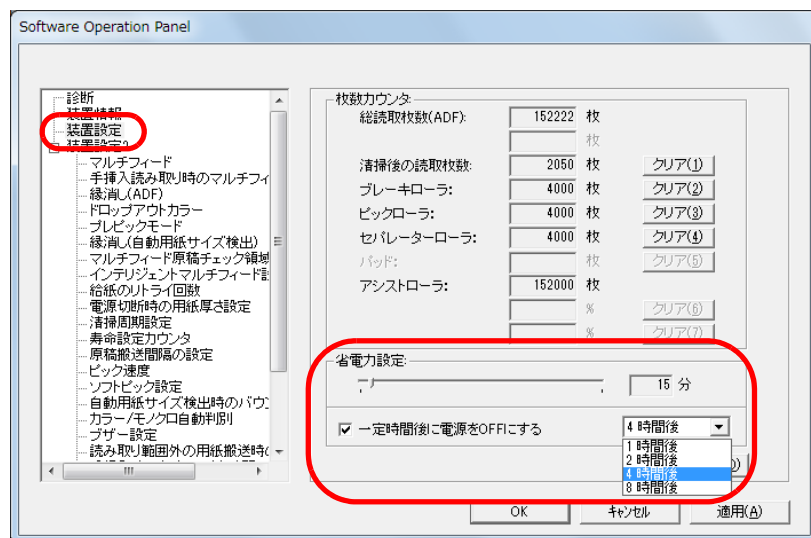 Software Operation Panel
診断
装置情報
装置設定
装置設定2
マルチフィード
手挿入読み取り時のマルチフィ
縁消し(ADF)
ドロップアウトカラー
プレピックモード
縁消し(自動用紙サイズ検出)
マルチフィード原稿チェック領域
インテリジェントマルチフィード設
給紙のリトライ回数
電源切断時の用紙厚さ設定
清掃周期設定
寿命設定カウンタ
原稿搬送間隔の設定
ピック速度
ソフトピック設定
自動用紙サイズ検出時のバウン
カラー/モノクロ自動判別
ブザー設定
読み取り範囲外の用紙搬送時(
枚数カウンタ:
総読取枚数(ADF): 152222 枚
枚
清掃後の読取枚数: 2050 枚 クリア(1)
ブレーキローラ: 4000 枚 クリア(2)
ピックローラ: 4000 枚 クリア(3)
セパレーターローラ: 4000 枚 クリア(4)
パッド: 枚 クリア(5)
アシストローラ: 152000 枚
% クリア(6)
% クリア(7)
省電力設定:
15 分
一定時間後に電源をOFFにする 4 時間後
1 時間後
2 時間後
4 時間後
8 時間後
OK キャンセル 適用(A)